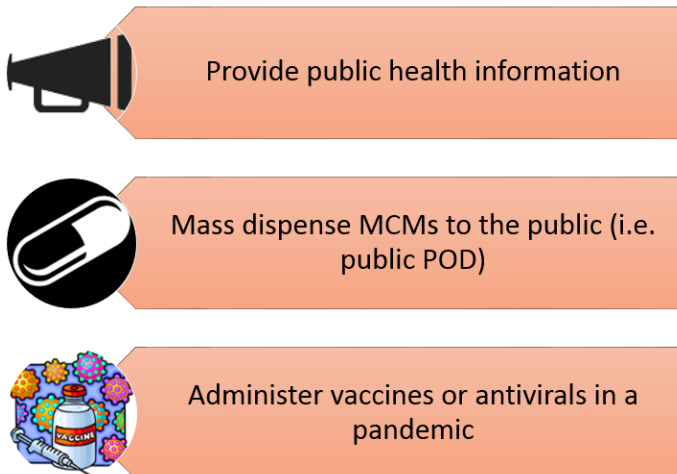 Provide public health information
Mass dispense MCMs to the public (i.e.
public POD)
VACCINE
Administer vaccines or antivirals in a
pandemic